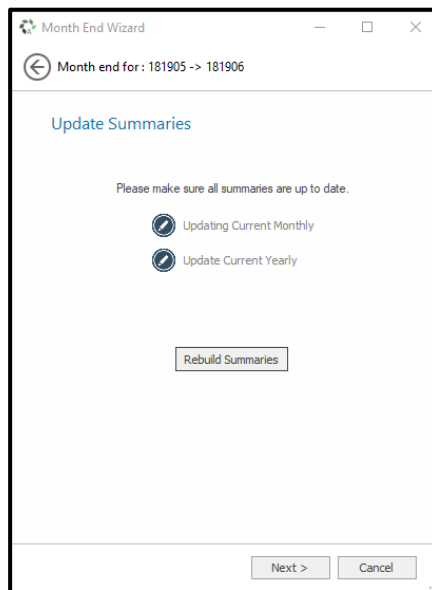 Month End Wizard
Month end for : 181905 -> 181906
Update Summaries
Please make sure all summaries are up to date.
Updating Current Monthly
Update Current Yearly
Rebuild Summaries
Next >
Cancel